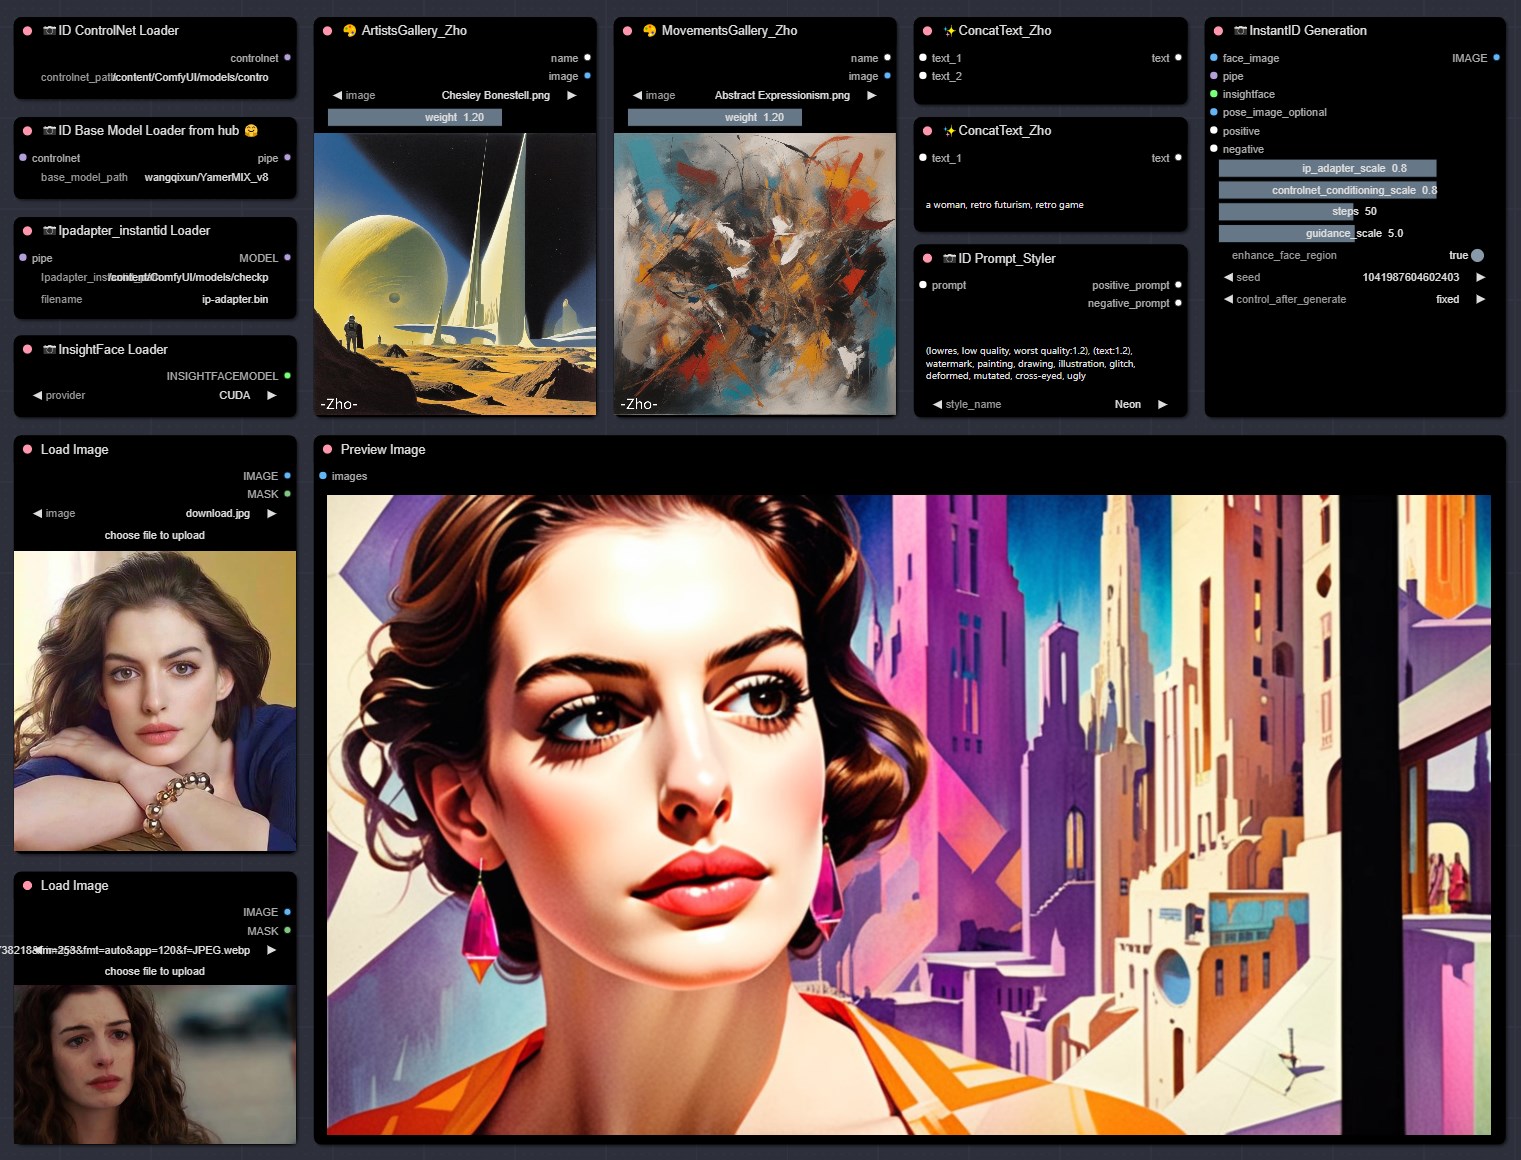 ID ControlNet Loader
controlnet
controlnet_path/content/ComfyUI/models/contro
ID Base Model Loader from hub 🤗
controlnet pipe
base_model_path wangqixun/YamerMIX_v8
Ipadapter_instantid Loader
pipe MODEL
/content/ComfyUI/models/checkp
filename ip-adapter.bin
InsightFace Loader
INSIGHTFACEMODEL
provider CUDA
ArtistsGallery_Zho
name
image
image Chesley Bonestell.png
weight 1.20
-Zho-
MovementsGallery_Zho
name
image
image Abstract Expressionism.png
weight 1.20
-Zho-
✨ConcatText_Zho
text_1 text
text_2
✨ConcatText_Zho
text_1 text
a woman, retro futurism, retro game
ID Prompt_Styler
prompt positive_prompt
negative_prompt
(lowres, low quality, worst quality:1.2), (text:1.2),
watermark, painting, drawing, illustration, glitch,
deformed, mutated, cross-eyed, ugly
style_name Neon
InstantID Generation
face_image IMAGE
pipe
insightface
pose_image_optional
positive
negative
ip_adapter_scale 0.8
controlnet_conditioning_scale 0.8
steps 50
guidance_scale 5.0
enhance_face_region true
seed 1041987604602403
control_after_generate fixed
Load Image
IMAGE
MASK
image download.jpg
choose file to upload
Load Image
IMAGE
MASK
=253&fmt=auto&app=120&f=JPEG.webp
choose file to upload
Preview Image
images